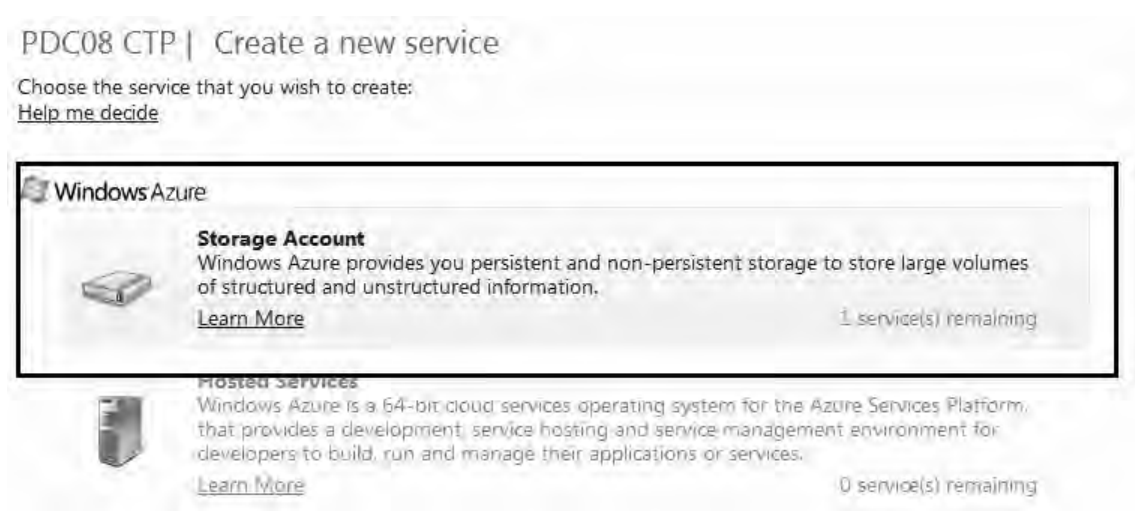 PDC08 CTP | Create a new service
Choose the service that you wish to create:
Help me decide
Windows Azure
Storage Account
Windows Azure provides you persistent and non-persistent storage to store large volumes
of structured and unstructured information.
Learn More
1 service(s) remaining
Hosted Services
Windows Azure is a 64-bit cloud services operating system for the Azure Services Platform,
that provides a development, service hosting and service management environment for
developers to build, run and manage their applications or services.
Learn More
0 service(s) remaining